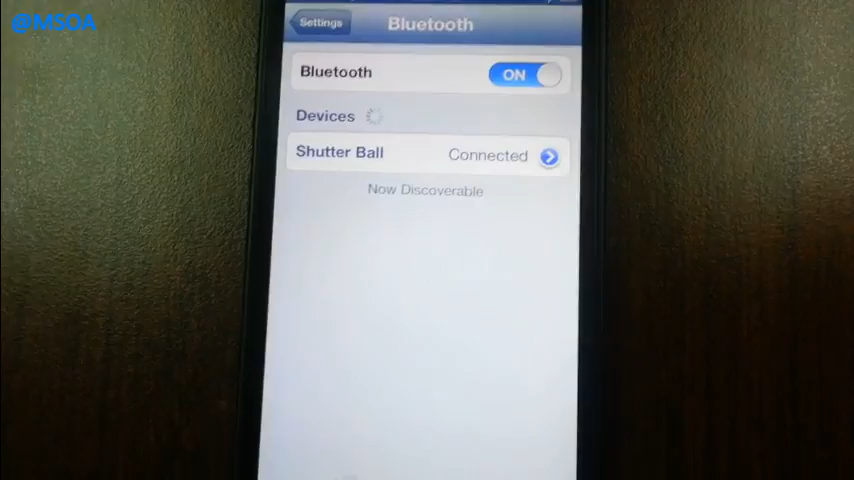 @MSOA
Settings
Bluetooth
Bluetooth
ON
Devices
Shutter Ball
Connected
Now Discoverable